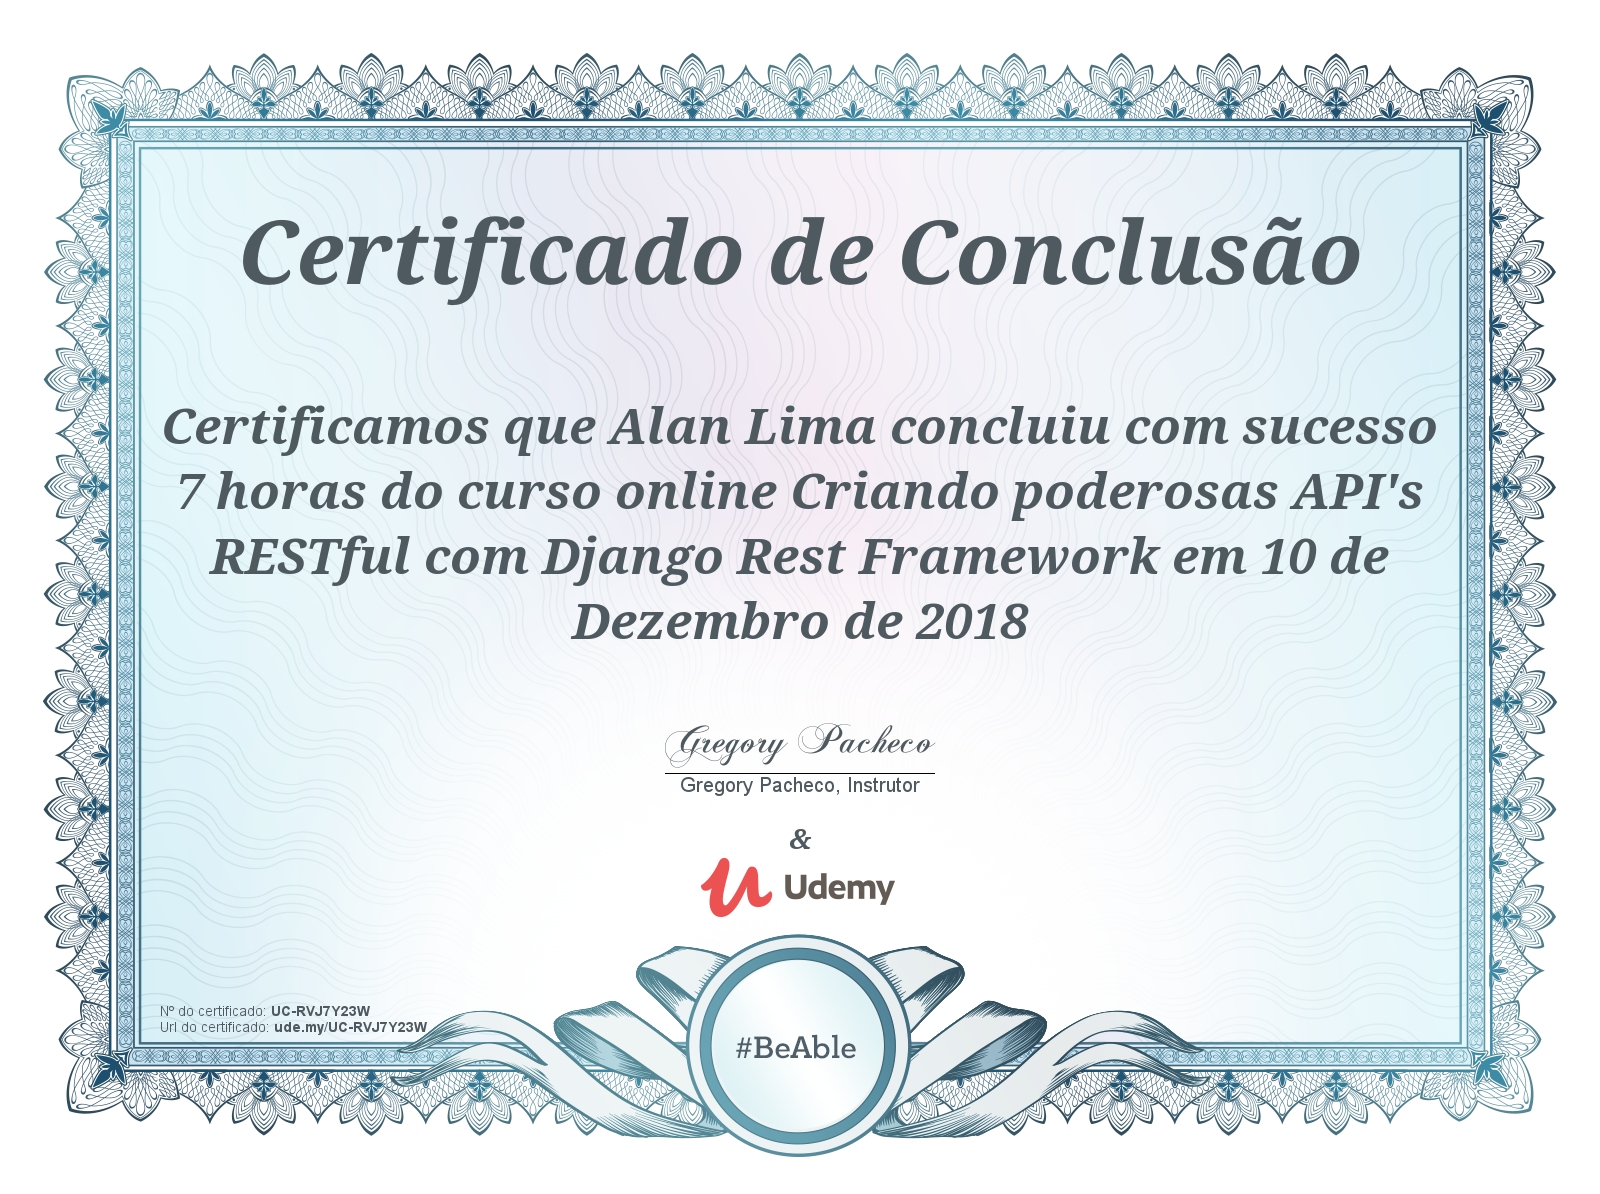 Certificado de Conclusão
Certificamos que Alan Lima concluiu com sucesso
7 horas do curso online Criando poderosas API's
RESTful com Django Rest Framework em 10 de
Dezembro de 2018
Gregory Pacheco
Gregory Pacheco, Instrutor
&
Udemy
Nº do certificado: UC-RVJ7Y23W
Url do certificado: ude.my/UC-RVJ7Y23W
#BeAble